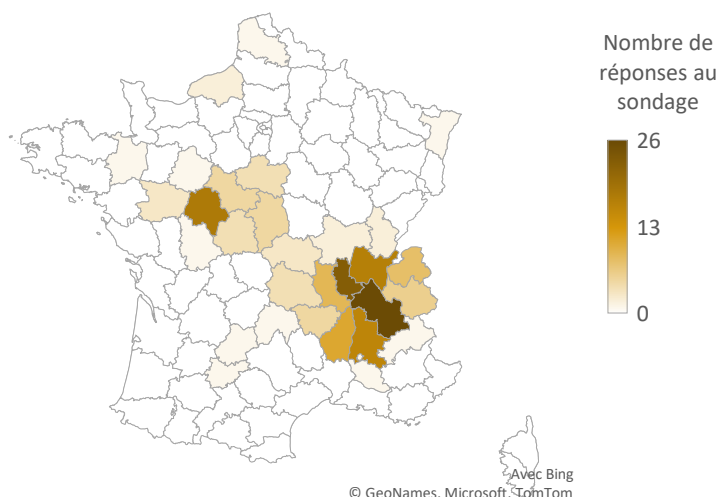 Nombre de
réponses au
sondage
26
13
0
Avec Bing
© GeoNames, Microsoft, TomTom